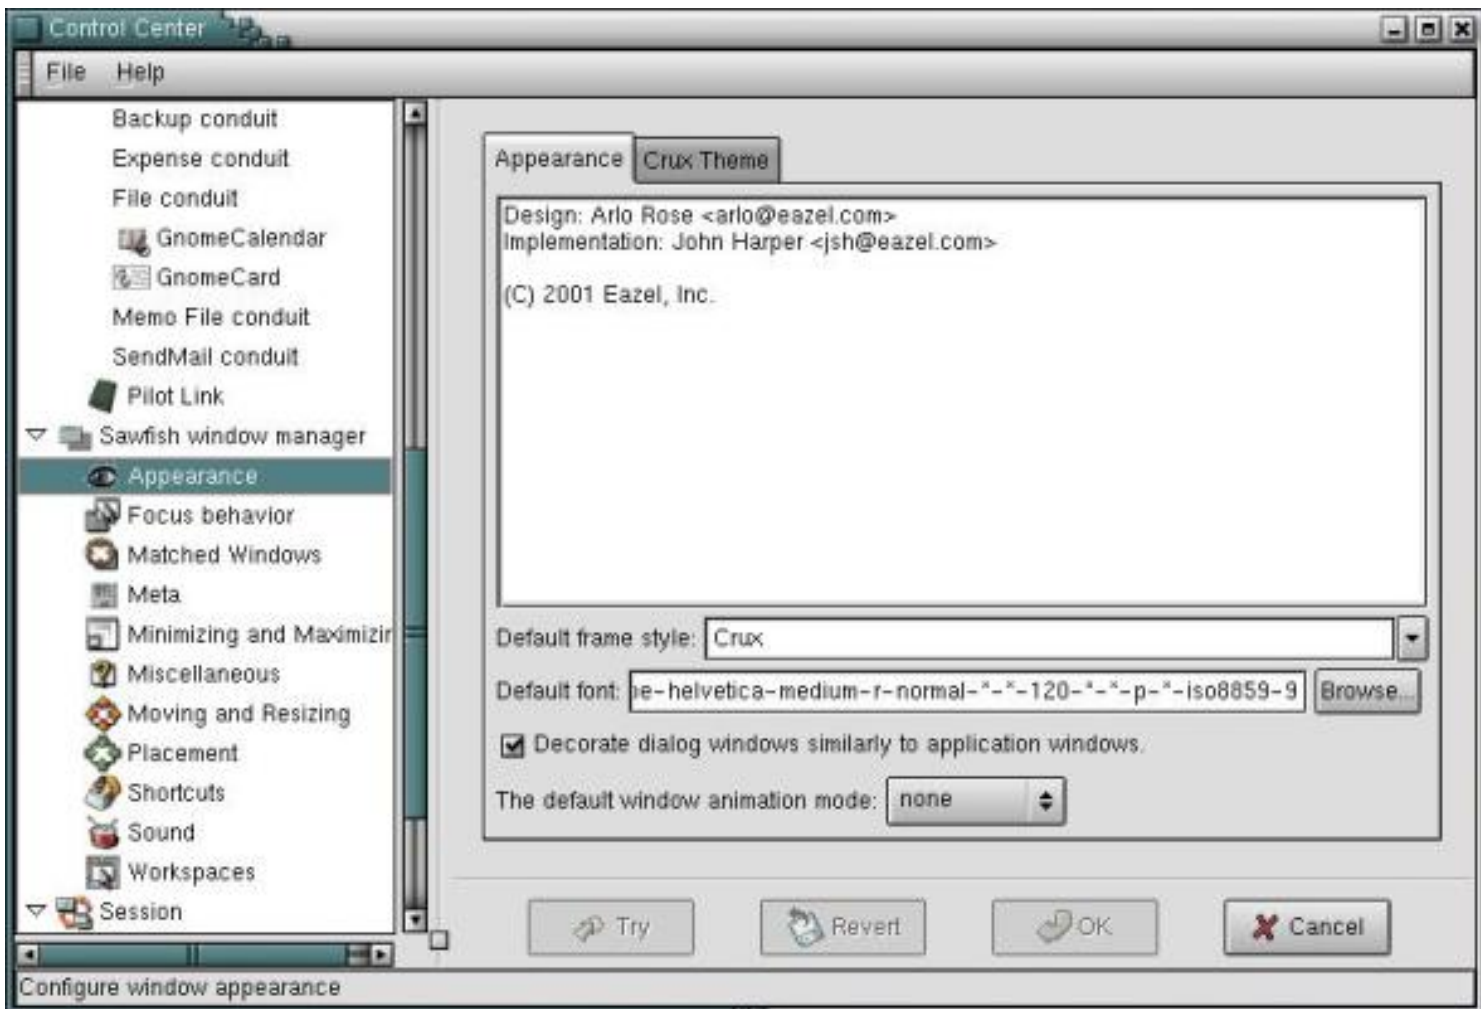 Control Center
File Help
Backup conduit
Expense conduit
File conduit
GnomeCalendar
GnomeCard
Memo File conduit
SendMail conduit
Pilot Link
Sawfish window manager
Appearance
Focus behavior
Matched Windows
Meta
Minimizing and Maximizin
Miscellaneous
Moving and Resizing
Placement
Shortcuts
Sound
Workspaces
Session
Appearance Crux Theme
Design: Arlo Rose <arlo@eazel.com>
Implementation: John Harper <jsh@eazel.com>
(C) 2001 Eazel, Inc.
Default frame style: Crux
Default font: be-helvetica-medium-r-normal-*-*-120-*-*-p-*-iso8859-9 Browse...
Decorate dialog windows similarly to application windows.
The default window animation mode: none
Try Revert OK Cancel
Configure window appearance